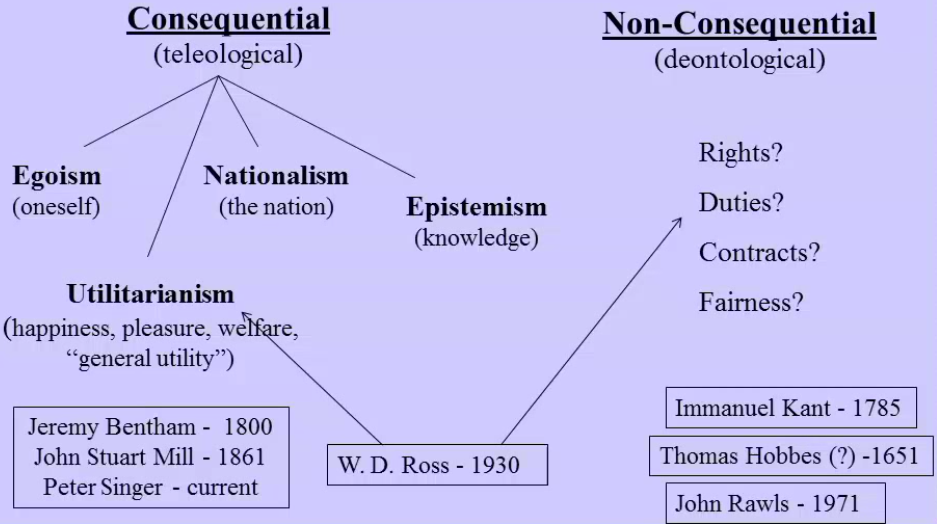 Consequential
(teleological)
Non-Consequential
(deontological)
Egoism
(oneself)
Nationalism
(the nation)
Epistemism
(knowledge)
Utilitarianism
(happiness, pleasure, welfare,
“general utility”)
Rights?
Duties?
Contracts?
Fairness?
Jeremy Bentham - 1800
John Stuart Mill - 1861
Peter Singer - current
W. D. Ross - 1930
Immanuel Kant - 1785
Thomas Hobbes (?) -1651
John Rawls - 1971